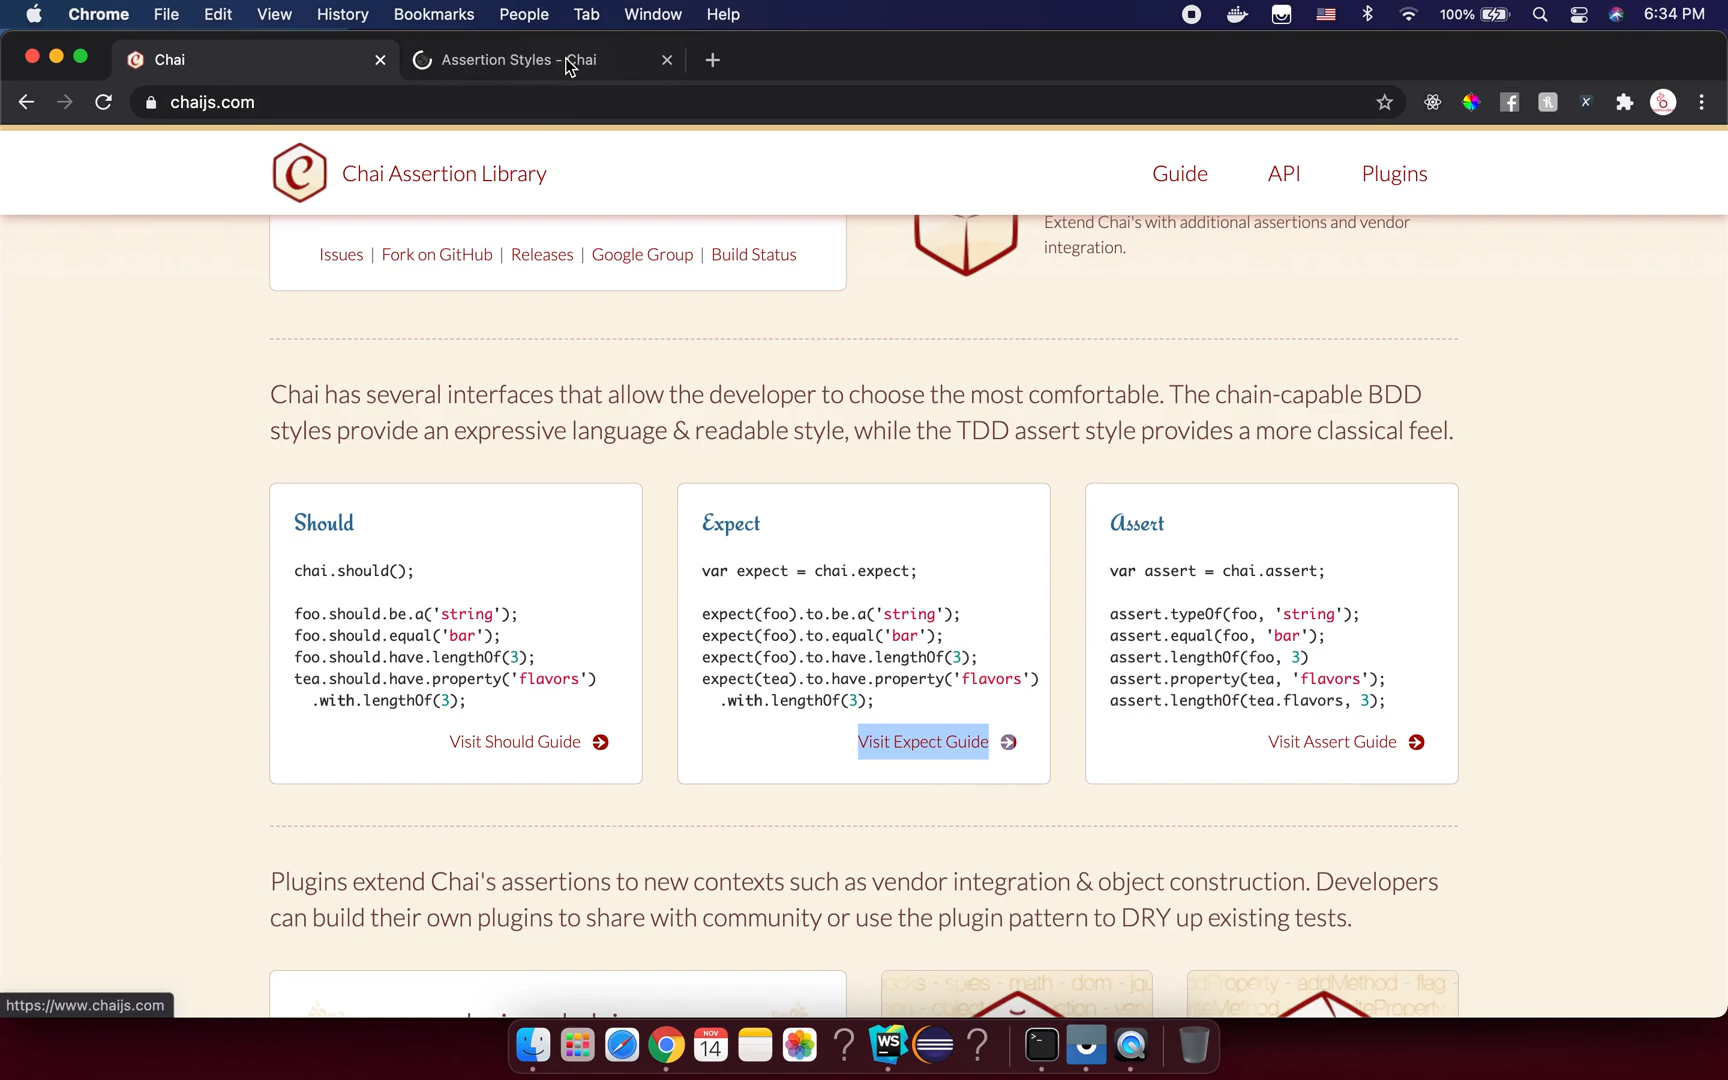 Chrome File Edit View History Bookmarks People Tab Window Help 100% 6:34 PM
Chai Assertion Styles - Chai
chaijs.com
Chai Assertion Library Guide API Plugins
Extend Chai's with additional assertions and vendor
integration.
Issues | Fork on GitHub | Releases | Google Group | Build Status
Chai has several interfaces that allow the developer to choose the most comfortable. The chain-capable BDD
styles provide an expressive language & readable style, while the TDD assert style provides a more classical feel.
Should
chai.should();
foo.should.be.a('string');
foo.should.equal('bar');
foo.should.have.lengthOf(3);
tea.should.have.property('flavors')
.with.lengthOf(3);
Visit Should Guide
Expect
var expect = chai.expect;
expect(foo).to.be.a('string');
expect(foo).to.equal('bar');
expect(foo).to.have.lengthOf(3);
expect(tea).to.have.property('flavors')
.with.lengthOf(3);
Visit Expect Guide
Assert
var assert = chai.assert;
assert.typeOf(foo, 'string');
assert.equal(foo, 'bar');
assert.lengthOf(foo, 3)
assert.property(tea, 'flavors');
assert.lengthOf(tea.flavors, 3);
Visit Assert Guide
Plugins extend Chai's assertions to new contexts such as vendor integration & object construction. Developers
can build their own plugins to share with community or use the plugin pattern to DRY up existing tests.
https://www.chaijs.com
NOV
14
WS